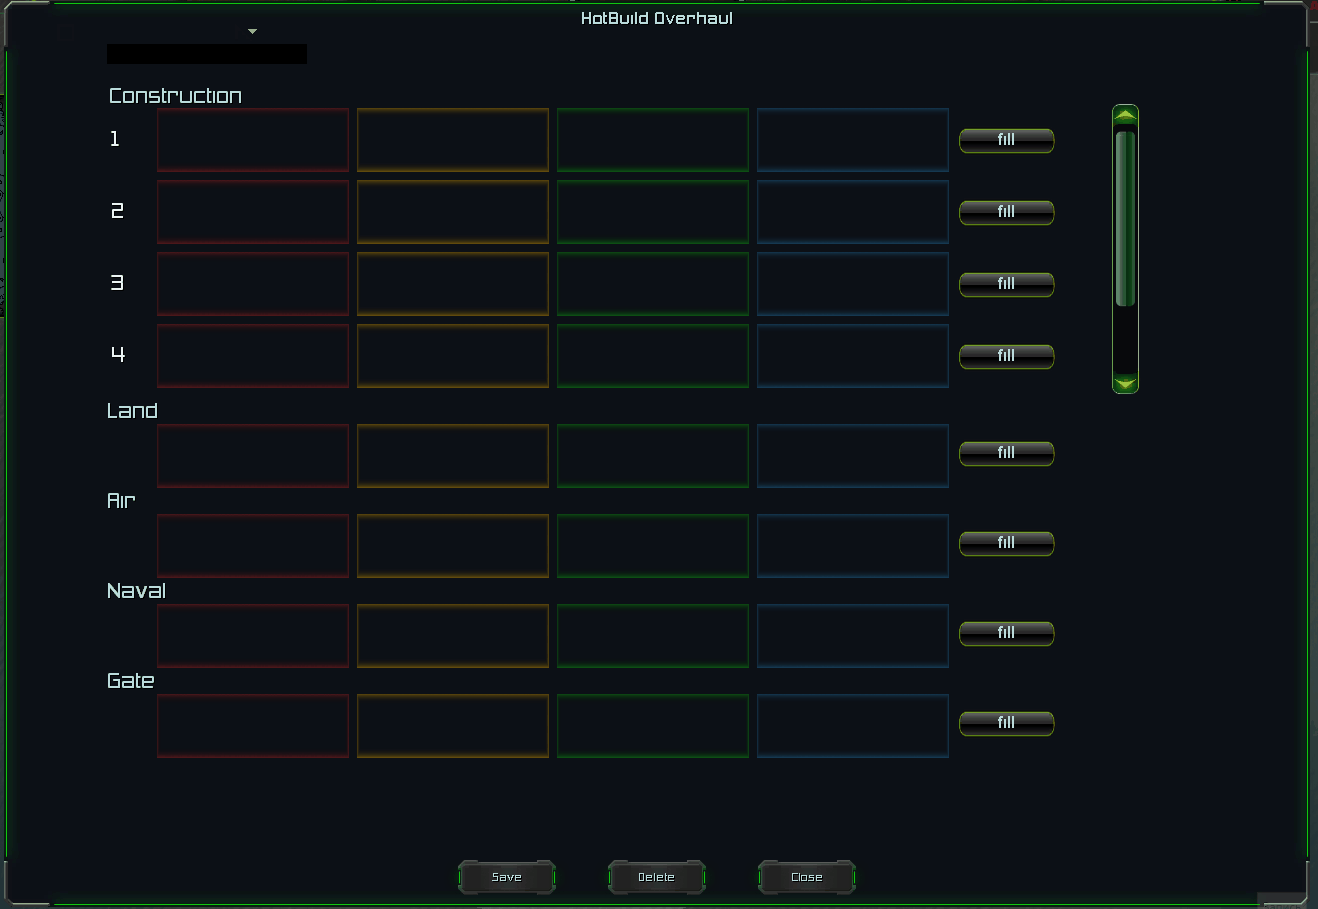 HotBuild Overhaul
Construction
1
fill
2
fill
3
fill
4
fill
Land
fill
Air
fill
Naval
fill
Gate
fill
Save
Delete
Close